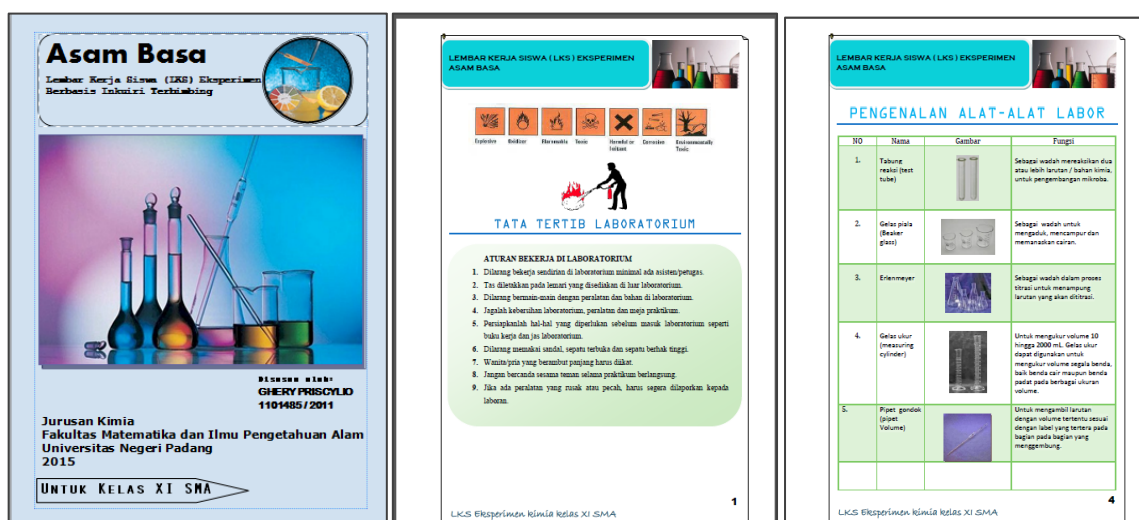 Asam Basa
Lembar Kerja Siswa (LKS) Eksperimen
Berbasis Inkuiri Terbimbing
Disusun oleh:
GHERY PRISCYLIO
1101485 / 2011
Jurusan Kimia
Fakultas Matematika dan Ilmu Pengetahuan Alam
Universitas Negeri Padang
2015
UNTUK KELAS XI SMA
LEMBAR KERJA SISWA ( LKS ) EKSPERIMEN
ASAM BASA
Explosive
Oxidizer
Flammable
Toxic
Harmful or
Irritant
Corrosive
Environmentally
Toxic
TATA TERTIB LABORATORIUM
ATURAN BEKERJA DI LABORATORIUM
1. Dilarang bekerja sendirian di laboratorium minimal ada asisten/petugas.
2. Tas diletakkan pada lemari yang disediakan di luar laboratorium.
3. Dilarang bermain-main dengan peralatan dan bahan di laboratorium.
4. Jagalah kebersihan laboratorium, peralatan dan meja praktikum.
5. Persiapkanlah hal-hal yang diperlukan sebelum masuk laboratorium seperti
buku kerja dan jas laboratorium.
6. Dilarang memakai sandal, sepatu terbuka dan sepatu berhak tinggi.
7. Wanita/pria yang berambut panjang harus diikat.
8. Jangan bercanda sesama teman selama praktikum berlangsung.
9. Jika ada peralatan yang rusak atau pecah, harus segera dilaporkan kepada
laboran.
1
LKS Eksperimen kimia kelas XI SMA
LEMBAR KERJA SISWA ( LKS ) EKSPERIMEN
ASAM BASA
PENGENALAN ALAT-ALAT LABOR
NO Nama Gambar Fungsi
1. Tabung
reaksi (test
tube)
Sebagai wadah mereaksikan dua
atau lebih larutan / bahan kimia,
untuk pengembangan mikroba.
2. Gelas piala
(Beaker
glass)
Sebagai wadah untuk
mengaduk, mencampur dan
memanaskan cairan.
3. Erlenmeyer
Sebagai wadah dalam proses
titrasi untuk menampung
larutan yang akan dititrasi.
4. Gelas ukur
(measuring
cylinder)
Untuk mengukur volume 10
hingga 2000 mL. Gelas ukur
dapat digunakan untuk
mengukur volume segala benda,
baik benda cair maupun benda
padat pada berbagai ukuran
volume.
5. Pipet gondok
(pipet
Volume)
Untuk mengambil larutan
dengan volume tertentu sesuai
dengan label yang tertera pada
bagian pada bagian yang
menggembung.
4
LKS Eksperimen kimia kelas XI SMA